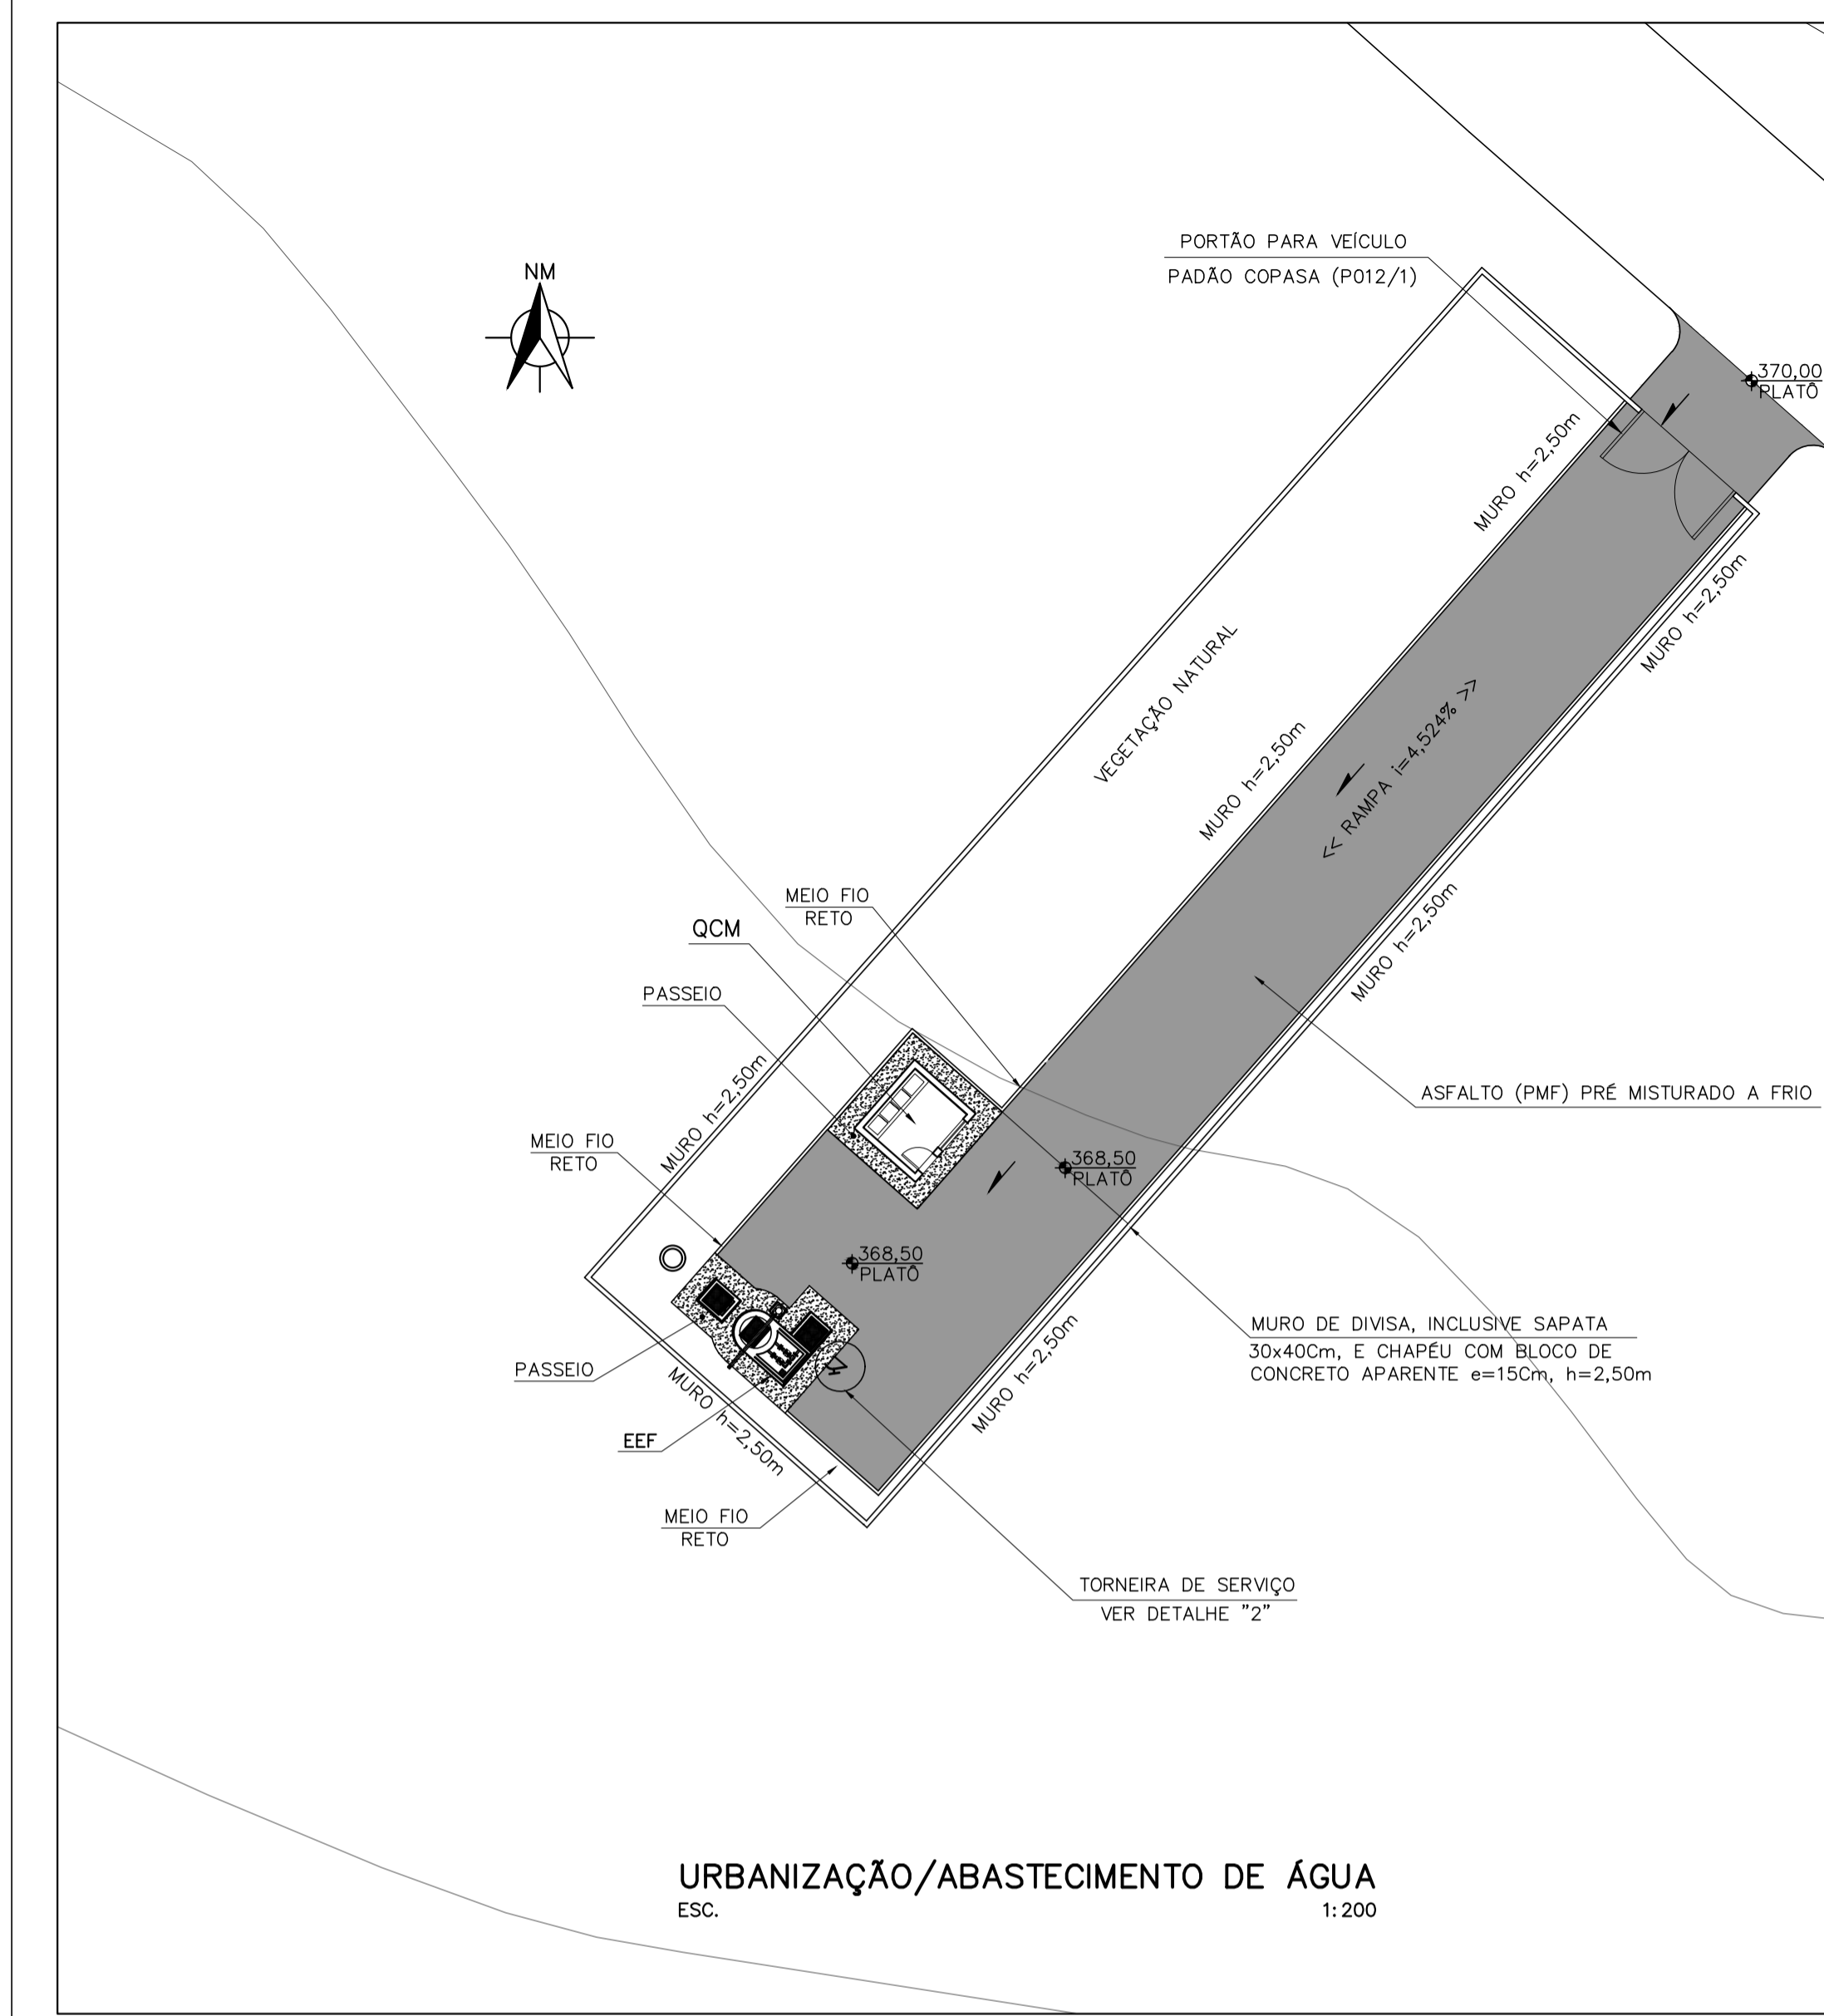 NM
PORTÃO PARA VEÍCULO
PADÃO COPASA (P012/1)
370,00
PLATÔ
MURO h=2,50m
MURO h=2,50m
VEGETAÇÃO NATURAL
<< RAMPA i=4,524% >>
MURO h=2,50m
MEIO FIO
RETO
QCM
MURO h=2,50m
PASSEIO
MURO h=2,50m
ASFALTO (PMF) PRÉ MISTURADO A FRIO
MEIO FIO
RETO
368,50
PLATÔ
368,50
PLATÔ
MURO DE DIVISA, INCLUSIVE SAPATA
30x40Cm, E CHAPÉU COM BLOCO DE
CONCRETO APARENTE e=15Cm, h=2,50m
PASSEIO
MURO h=2,50m
MURO h=2,50m
EEF
MEIO FIO
RETO
TORNEIRA DE SERVIÇO
VER DETALHE "2"
URBANIZAÇÃO/ABASTECIMENTO DE ÁGUA
ESC. 1:200